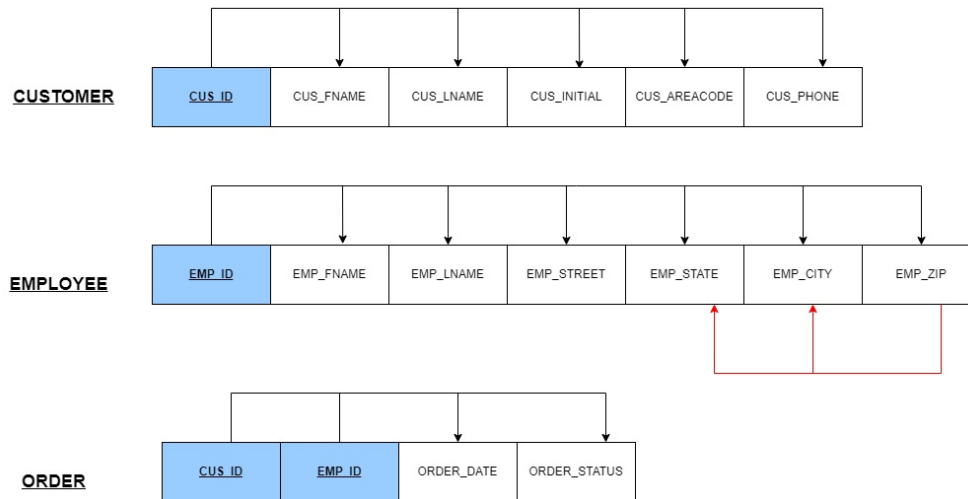 CUSTOMER
CUS_ID CUS_FNAME CUS_LNAME CUS_INITIAL CUS_AREACODE CUS_PHONE
EMPLOYEE
EMP_ID EMP_FNAME EMP_LNAME EMP_STREET EMP_STATE EMP_CITY EMP_ZIP
ORDER
CUS_ID EMP_ID ORDER_DATE ORDER_STATUS